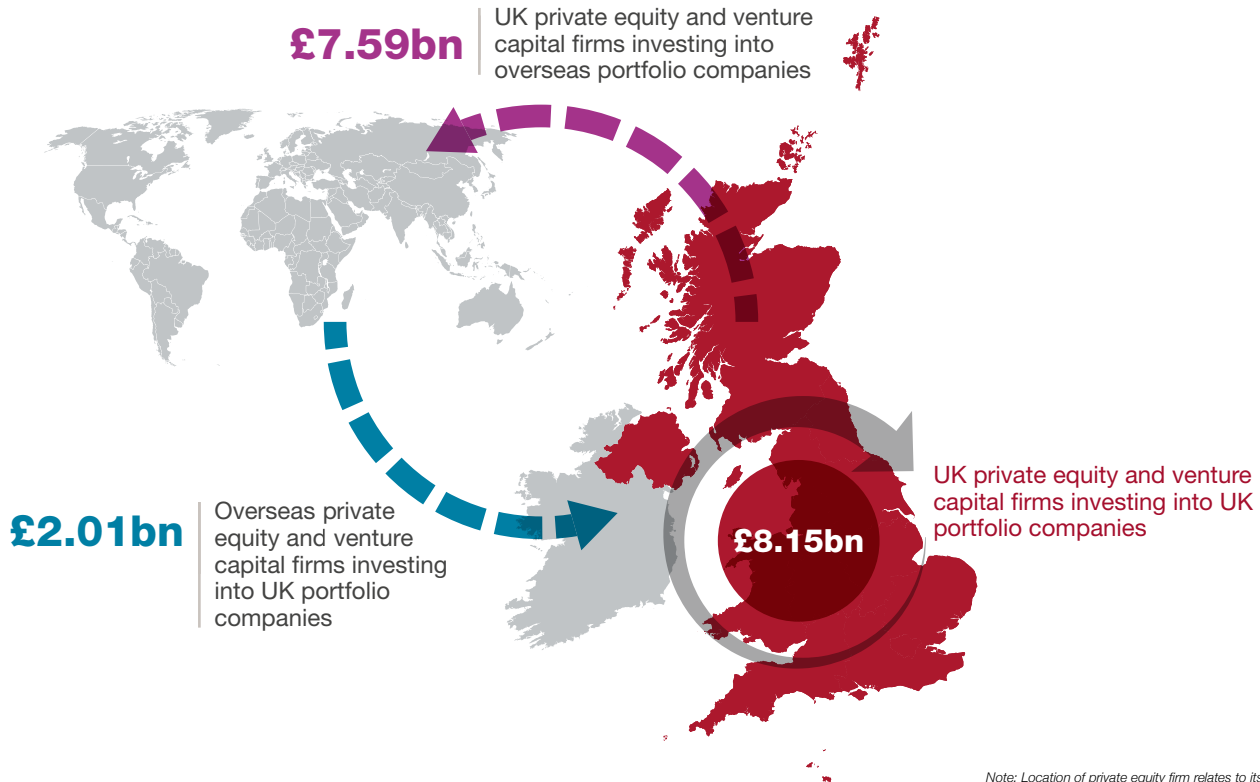 £7.59bn
UK private equity and venture
capital firms investing into
overseas portfolio companies
£2.01bn
Overseas private
equity and venture
capital firms investing
into UK portfolio
companies
£8.15bn
UK private equity and venture
capital firms investing into UK
portfolio companies
Note: Location of private equity firm relates to its